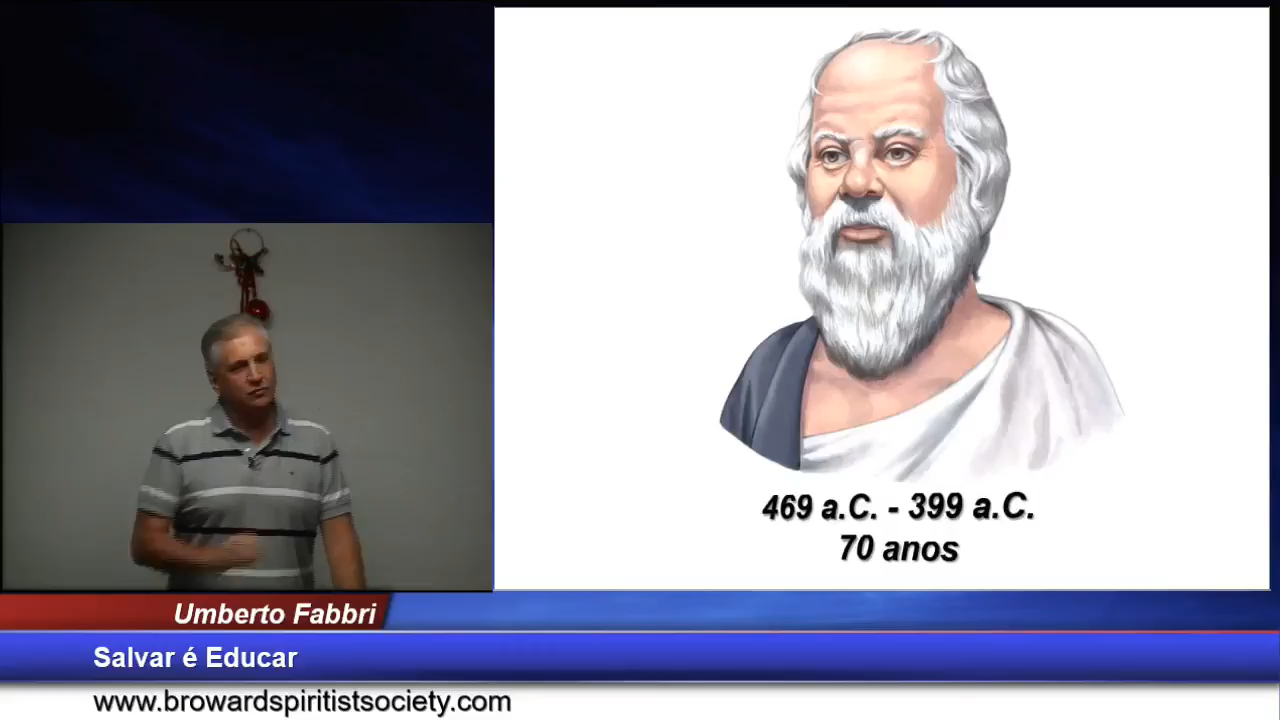 469 a.C. - 399 a.C.
70 anos
Umberto Fabbri
Salvar é Educar
www.browardspiritistsociety.com